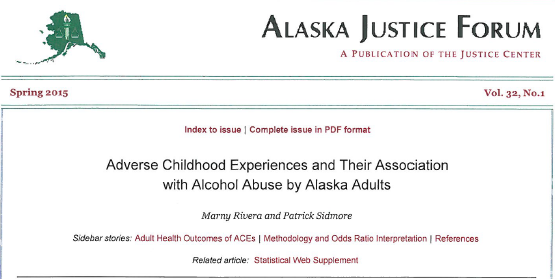 ALASKA JUSTICE FORUM
A PUBLICATION OF THE JUSTICE CENTER
Spring 2015 Vol. 32, No.1
Index to issue | Complete issue in PDF format
Adverse Childhood Experiences and Their Association
with Alcohol Abuse by Alaska Adults
Marny Rivera and Patrick Sidmore
Sidebar stories: Adult Health Outcomes of ACEs | Methodology and Odds Ratio Interpretation | References
Related article: Statistical Web Supplement